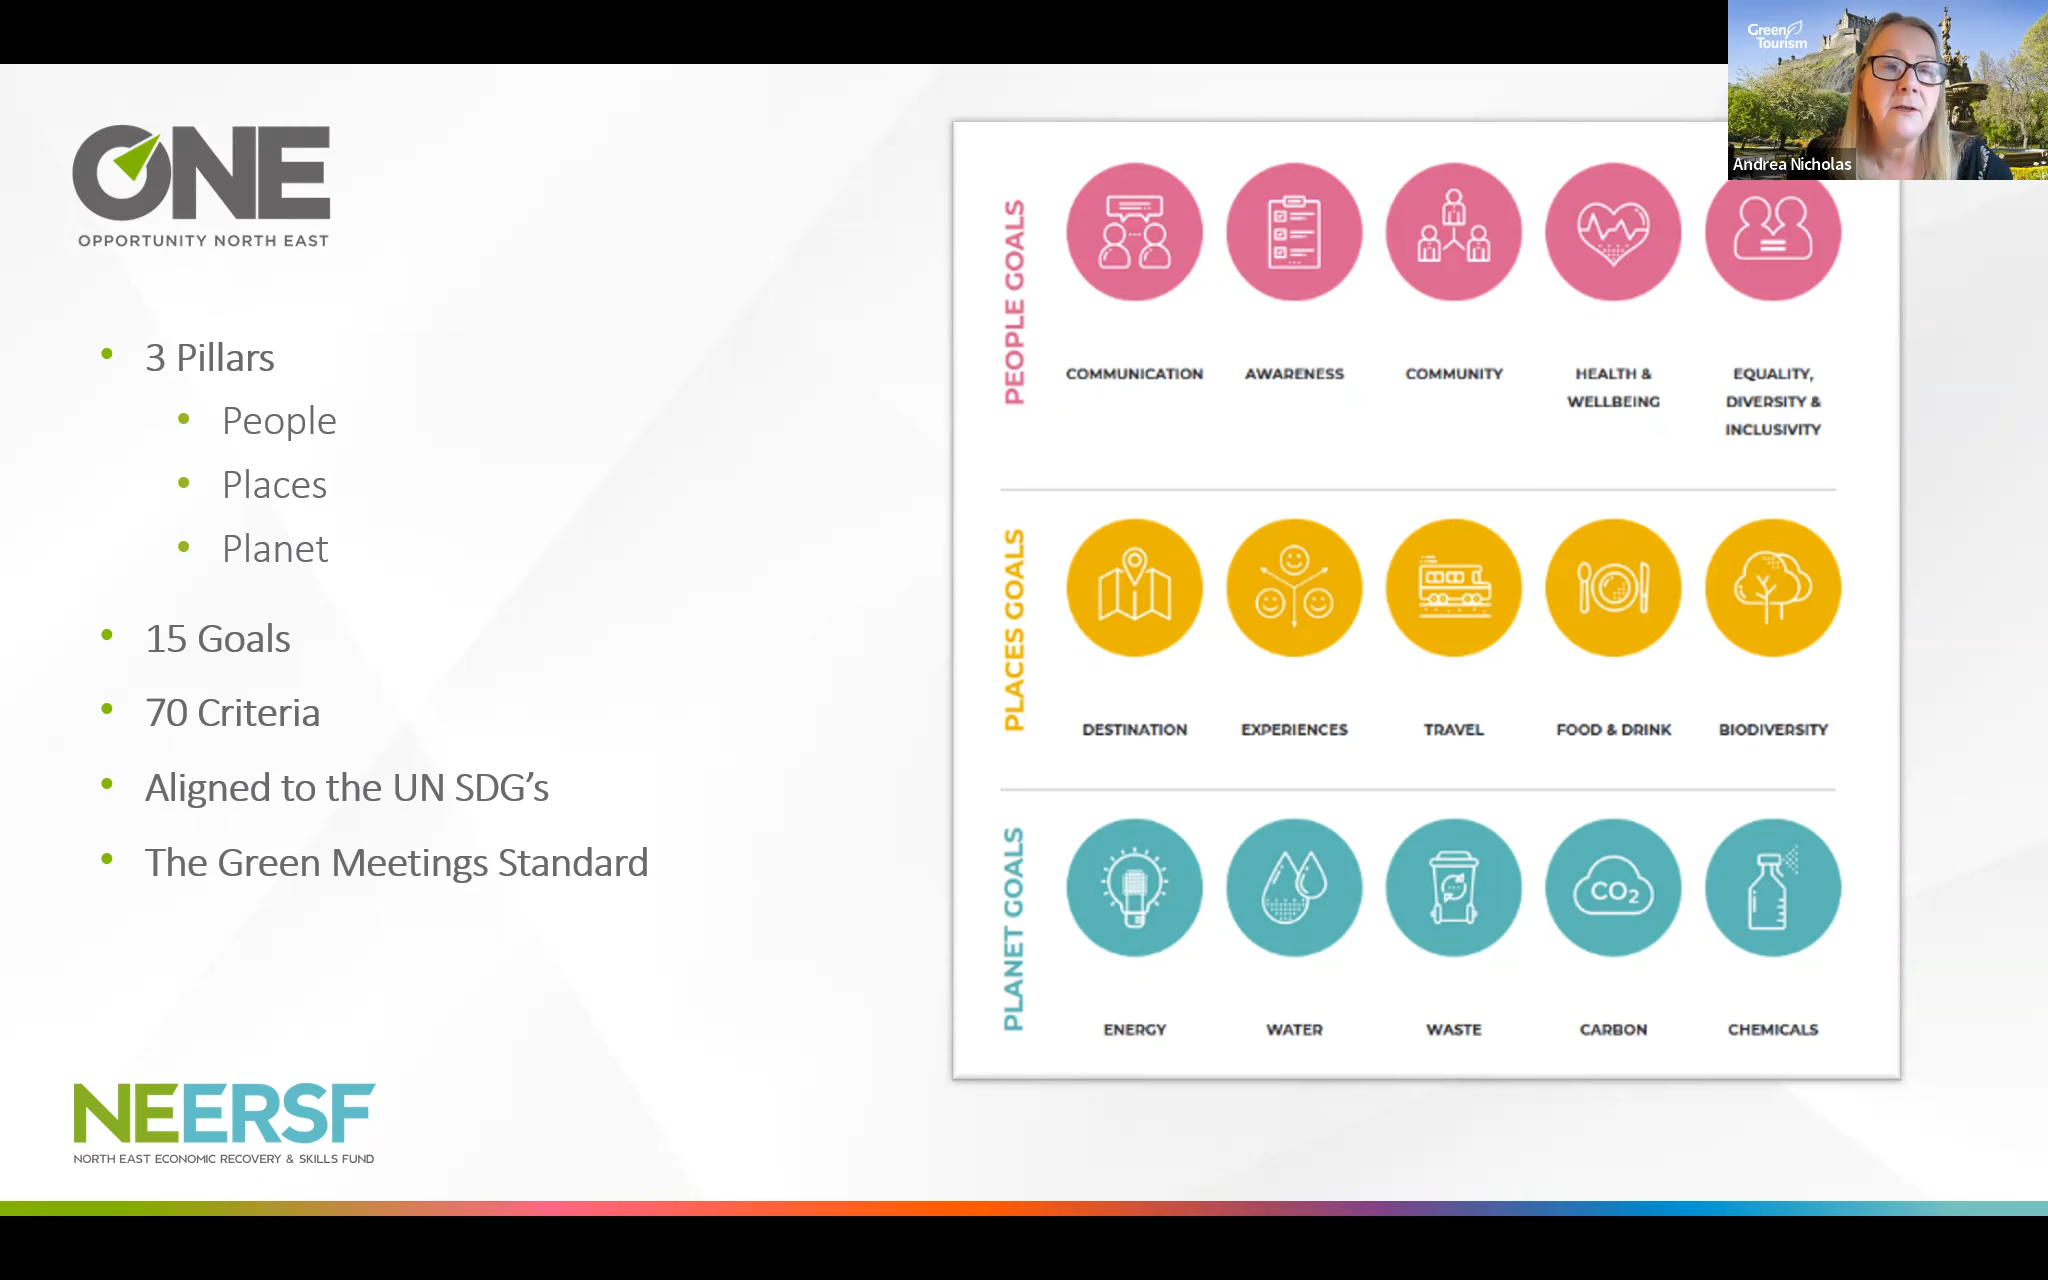 ONE
OPPORTUNITY NORTH EAST
3 Pillars
People
Places
Planet
15 Goals
70 Criteria
Aligned to the UN SDG’s
The Green Meetings Standard
NEERSF
NORTH EAST ECONOMIC RECOVERY & SKILLS FUND
PEOPLE GOALS
COMMUNICATION
AWARENESS
COMMUNITY
HEALTH &
WELLBEING
EQUALITY,
DIVERSITY &
INCLUSIVITY
PLACES GOALS
DESTINATION
EXPERIENCES
TRAVEL
FOOD & DRINK
BIODIVERSITY
PLANET GOALS
CO₂
ENERGY
WATER
WASTE
CARBON
CHEMICALS
Green
Tourism
Andrea Nicholas